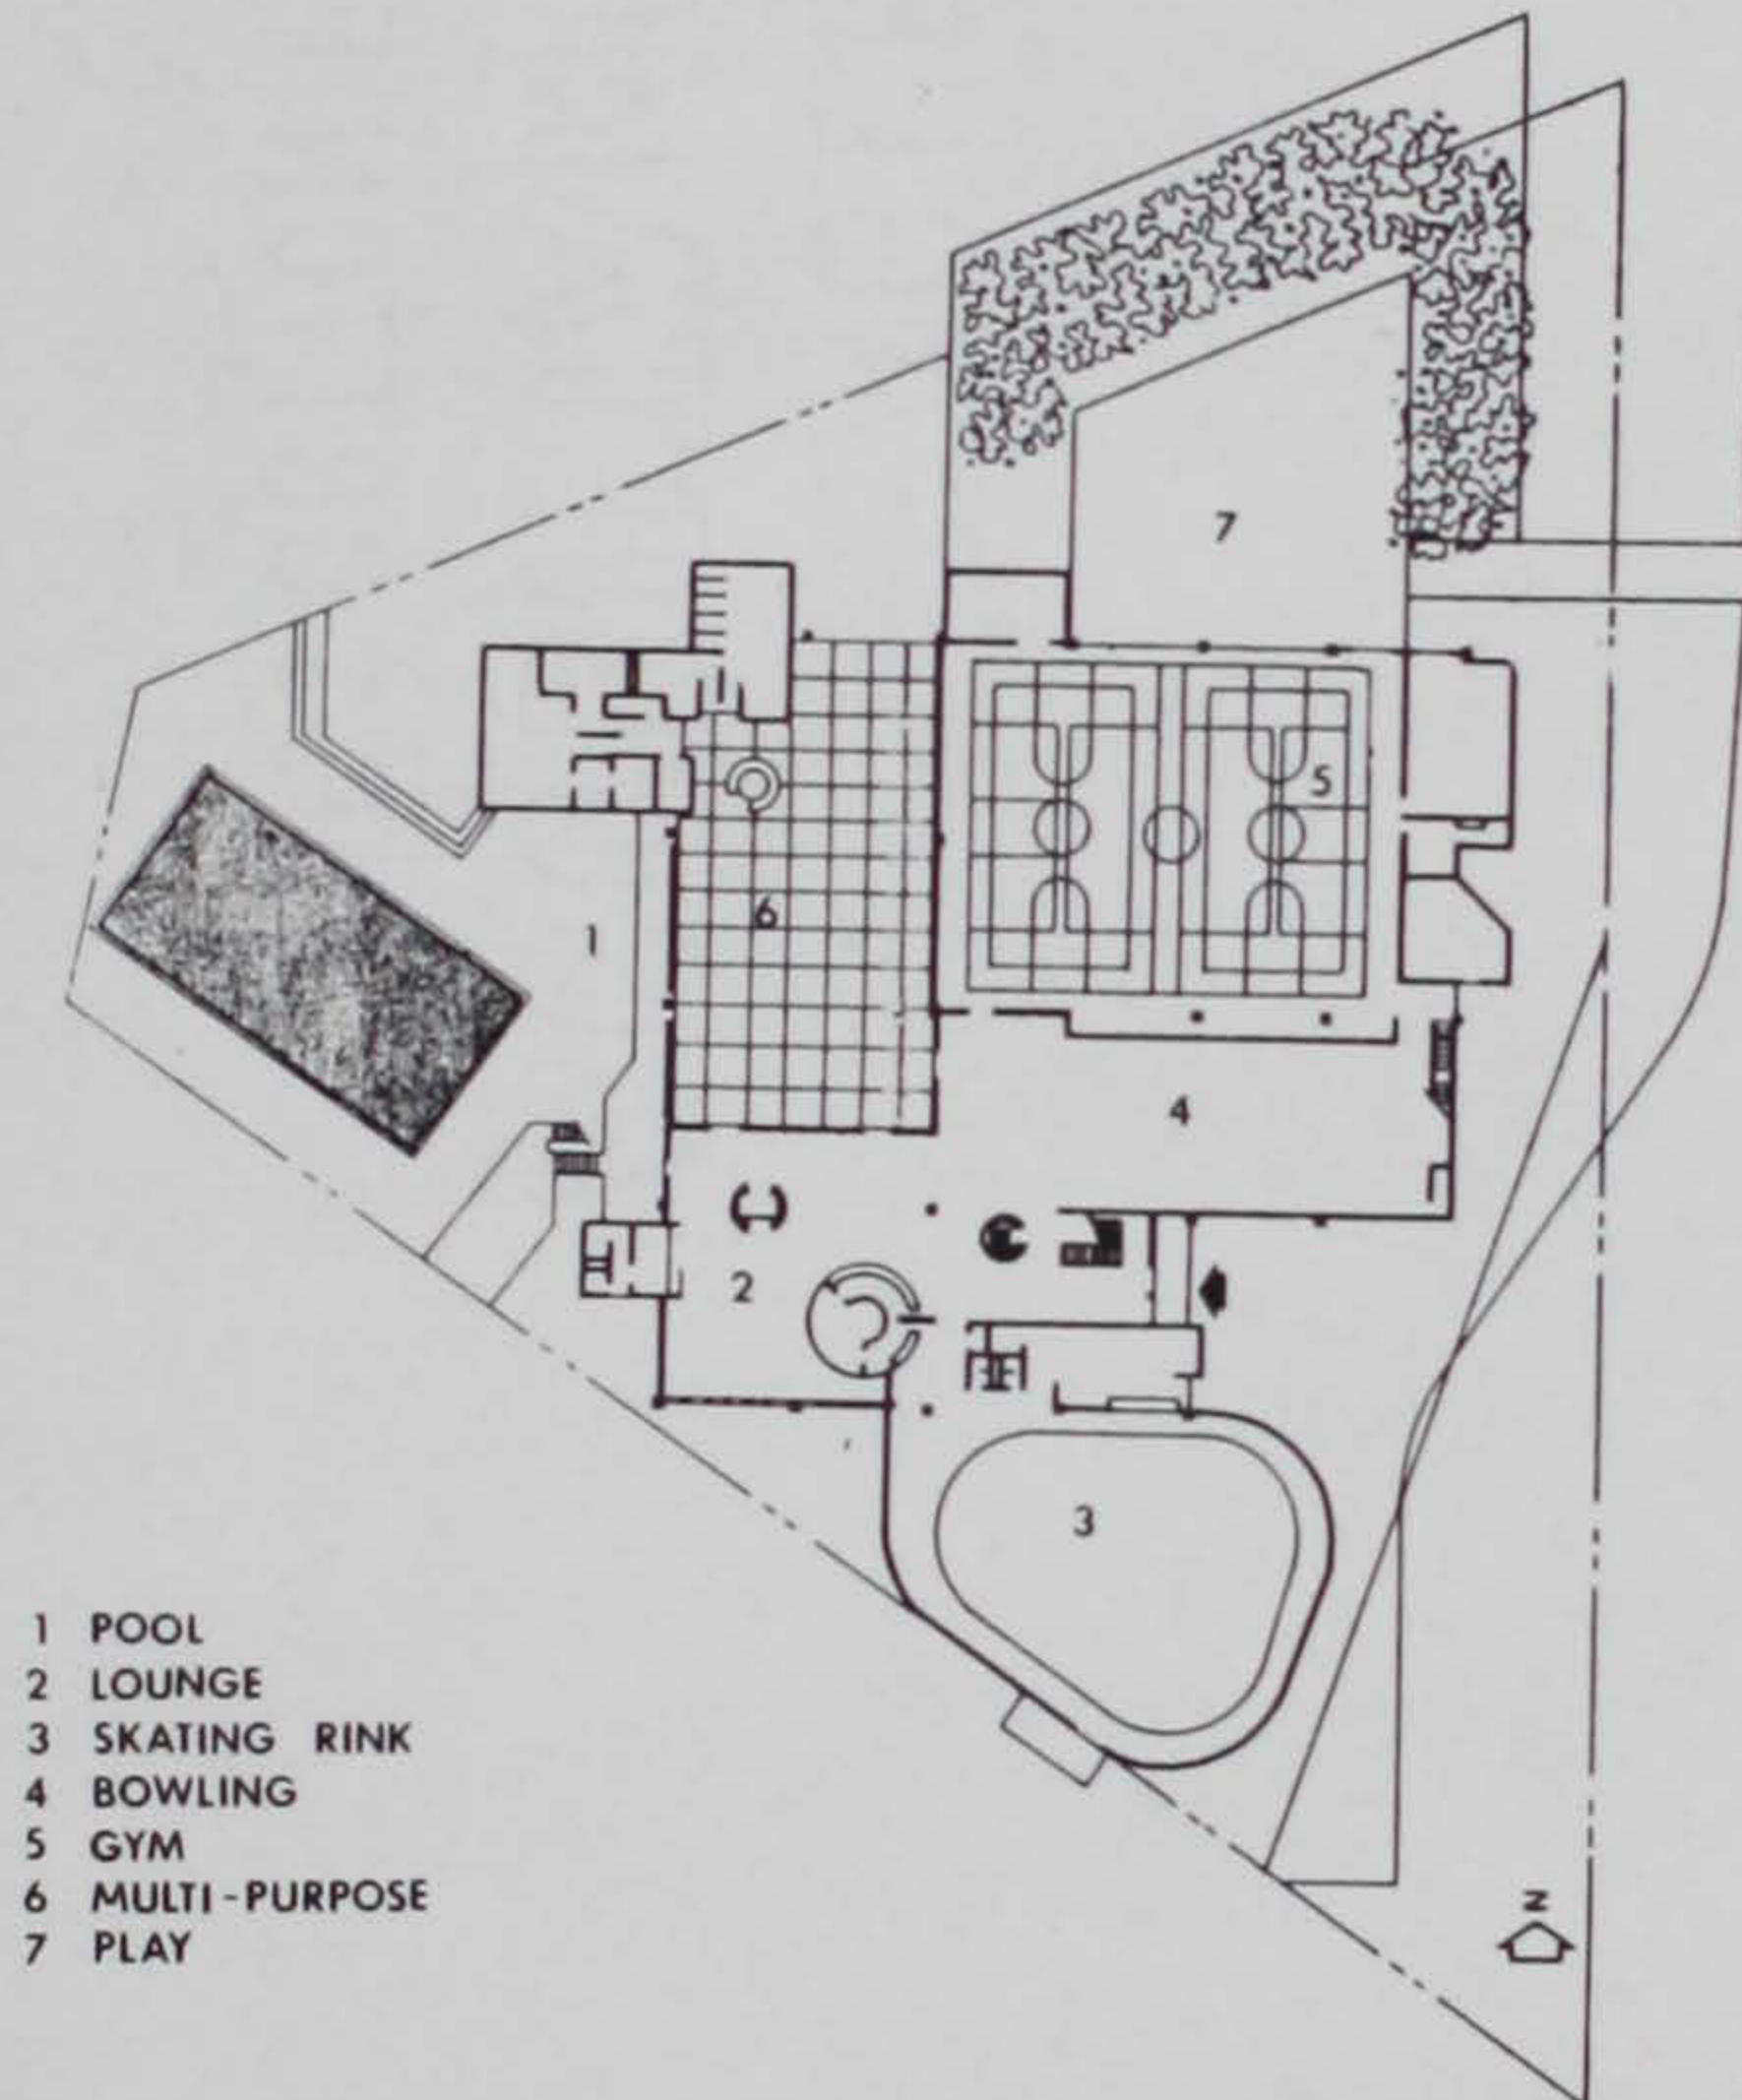 7
5
6
1
4
2
3
1 POOL
2 LOUNGE
3 SKATING RINK
4 BOWLING
5 GYM
6 MULTI-PURPOSE
7 PLAY
N